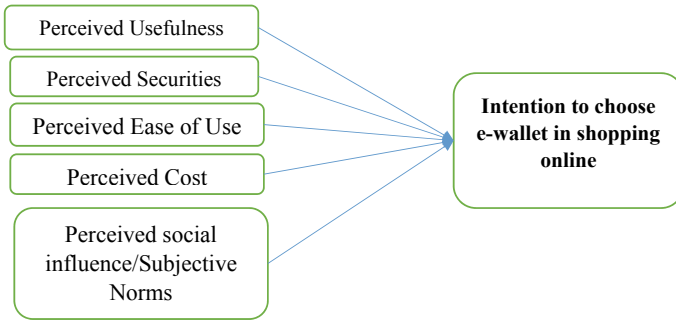 Perceived Usefulness
Perceived Securities
Perceived Ease of Use
Perceived Cost
Perceived social
influence/Subjective
Norms
Intention to choose
e-wallet in shopping
online